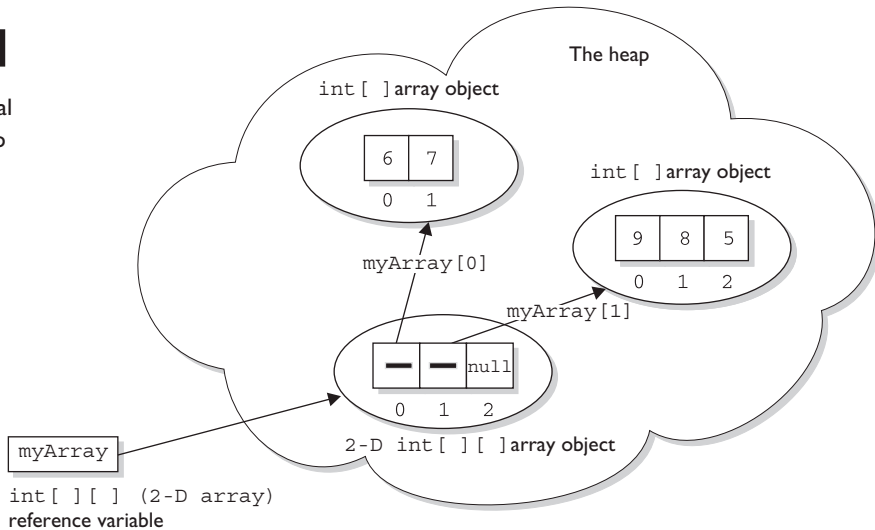 al
The heap
int[ ]array object
6 7
0 1
int[ ]array object
9 8 5
0 1 2
myArray[0]
myArray[1]
null
0 1 2
2-D int[ ][ ]array object
myArray
int[ ][ ] (2-D array)
reference variable